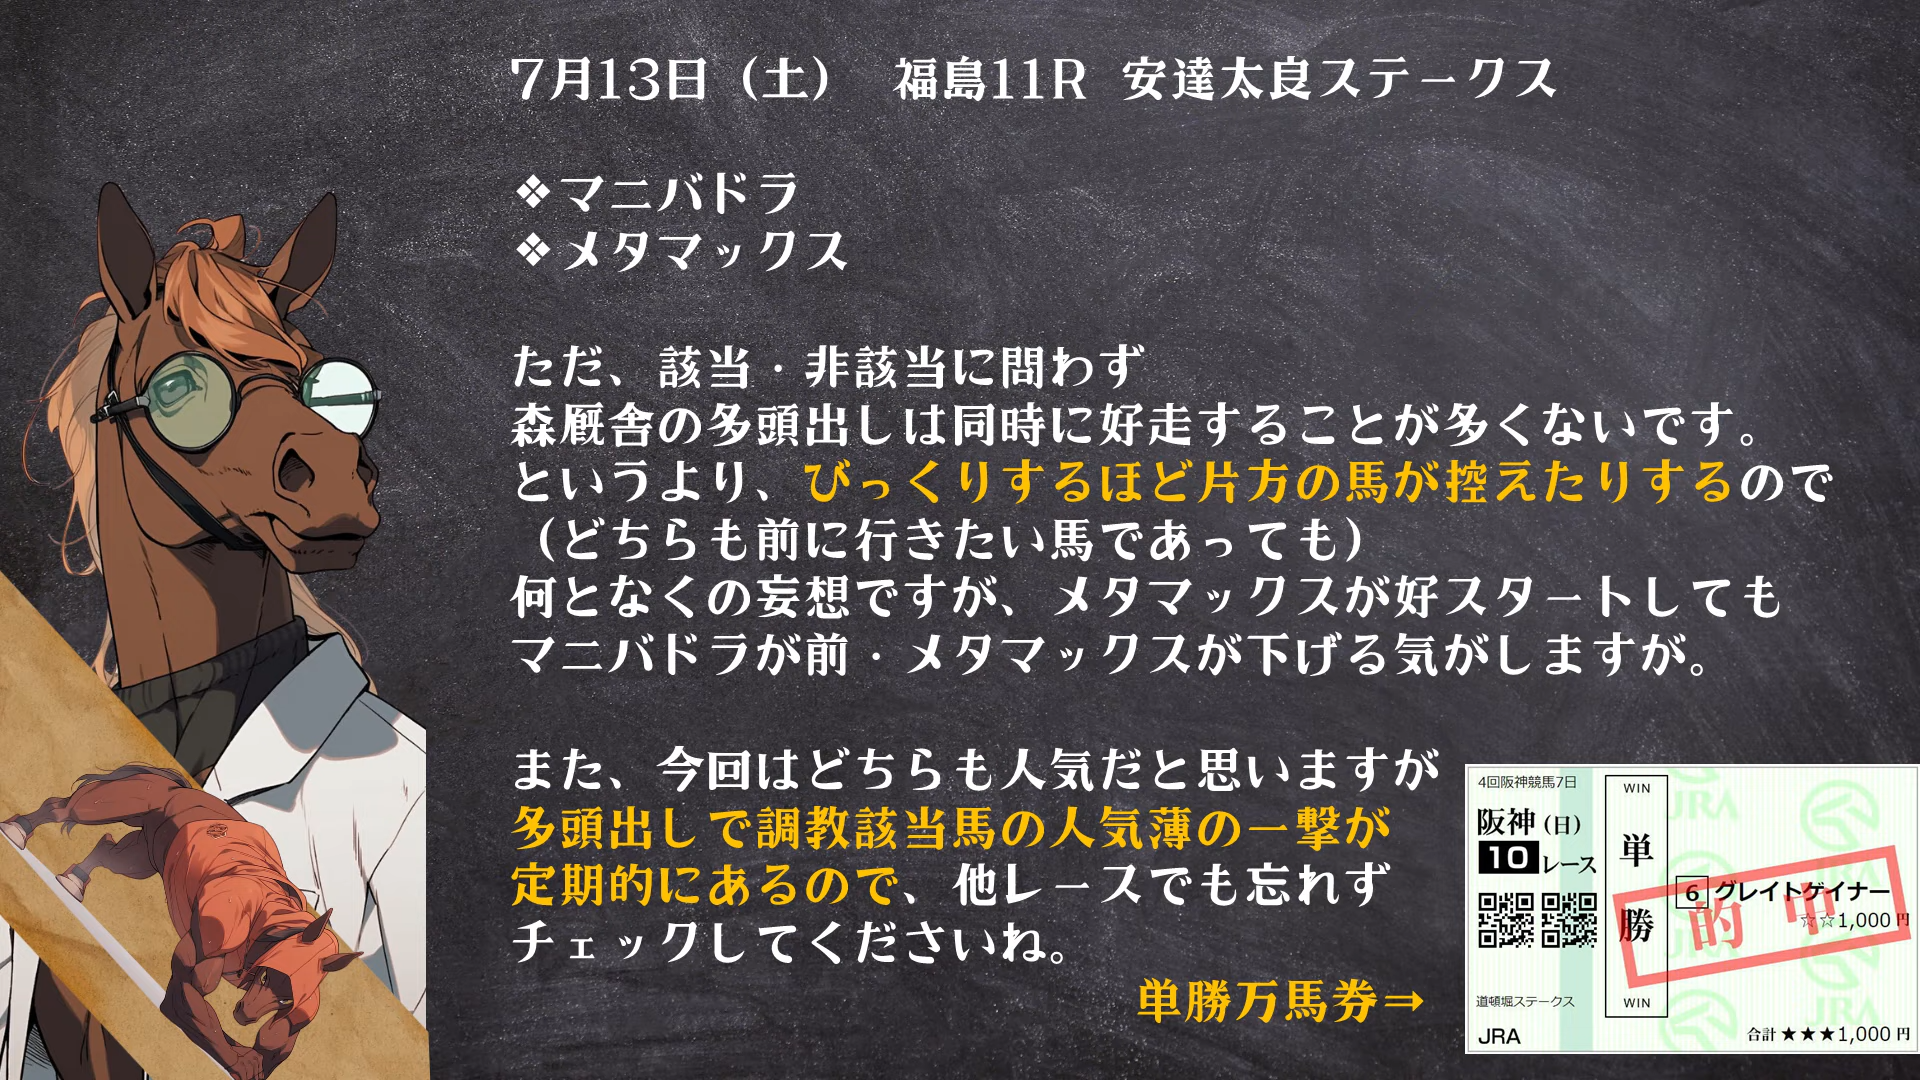 7月13日（土）　福島11R 安達太良ステークス
❖マニバドラ
❖メタマックス
ただ、該当・非該当に問わず
森厩舎の多頭出しは同時に好走することが多くないです。
というより、びっくりするほど片方の馬が控えたりするので
（どちらも前に行きたい馬であっても）
何となくの妄想ですが、メタマックスが好スタートしても
マニバドラが前・メタマックスが下げる気がしますが。
また、今回はどちらも人気だと思いますが
多頭出しで調教該当馬の人気薄の一撃が
定期的にあるので、他レースでも忘れず
チェックしてくださいね。
単勝万馬券⇒
4回阪神競馬7日
阪神（日）
10レース
道頓堀ステークス
JRA
WIN
単勝
WIN
6 グレイトゲイナー
☆☆1,000円
的中
合計★★★1,000円
JRA
JRA
JRA